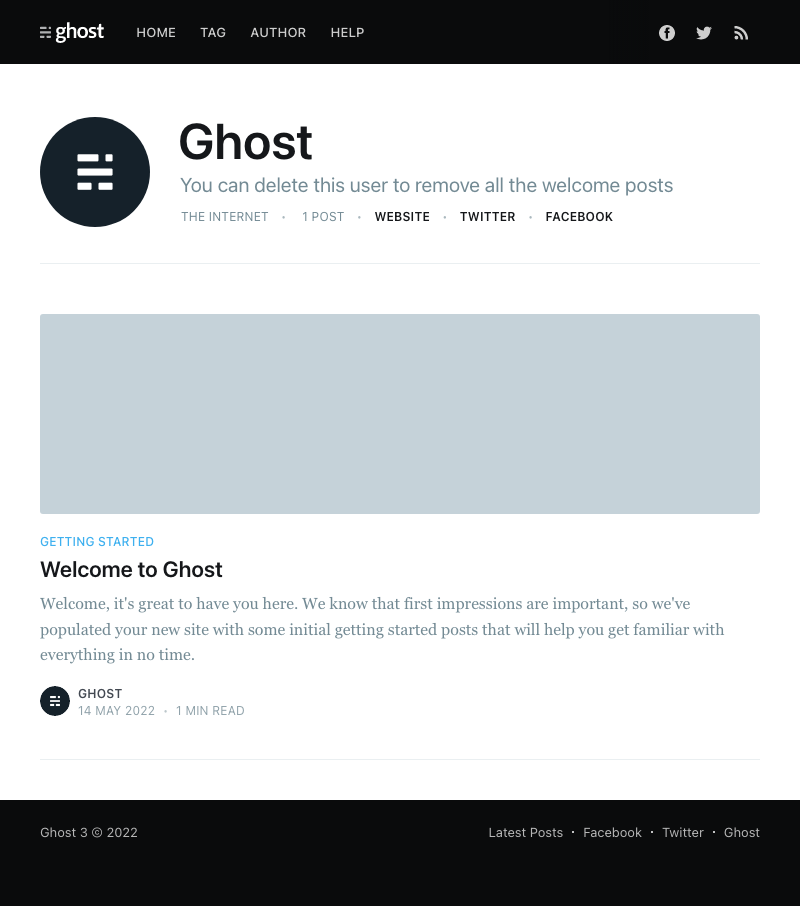 ghost HOME TAG AUTHOR HELP
Ghost
You can delete this user to remove all the welcome posts
THE INTERNET • 1 POST • WEBSITE • TWITTER • FACEBOOK
GETTING STARTED
Welcome to Ghost
Welcome, it's great to have you here. We know that first impressions are important, so we've
populated your new site with some initial getting started posts that will help you get familiar with
everything in no time.
GHOST
14 MAY 2022 • 1 MIN READ
Ghost 3 © 2022 Latest Posts • Facebook • Twitter • Ghost